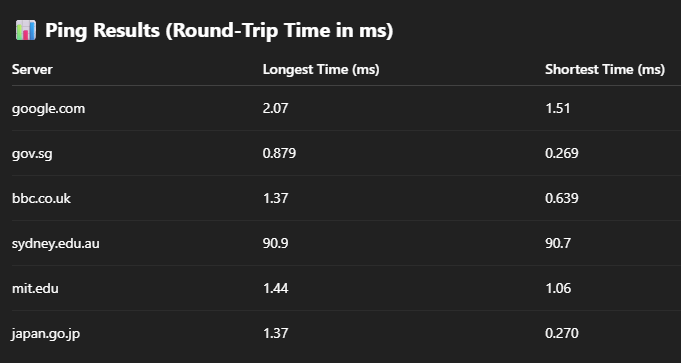 📊 Ping Results (Round-Trip Time in ms)
Server Longest Time (ms) Shortest Time (ms)
google.com 2.07 1.51
gov.sg 0.879 0.269
bbc.co.uk 1.37 0.639
sydney.edu.au 90.9 90.7
mit.edu 1.44 1.06
japan.go.jp 1.37 0.270